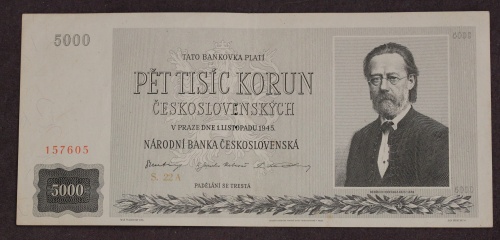 5000
6000
TATO BANKOVKA PLATÍ
PĚT TISÍC KORUN
ČESKOSLOVENSKÝCH
V PRAZE DNE 1. LISTOPADU 1945.
NÁRODNÍ BANKA ČESKOSLOVENSKÁ
157605
S. 22 A
5000
PADĚLÁNÍ SE TRESTÁ